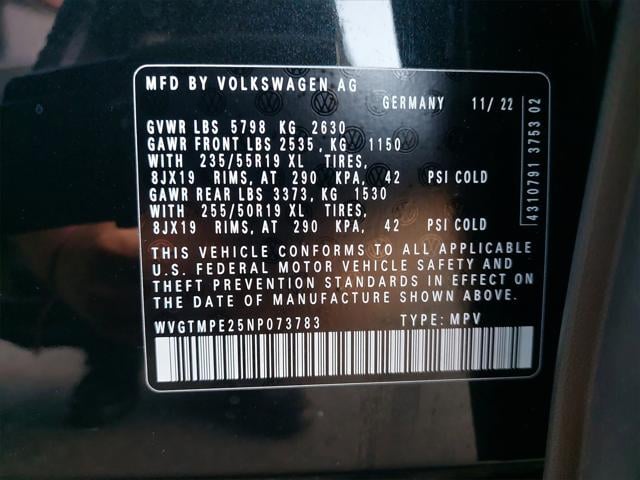 MFD BY VOLKSWAGEN AG
GERMANY 11/22
GVWR LBS 5798 KG 2630
GAWR FRONT LBS 2535, KG 1150
WITH 235/55R19 XL TIRES,
8JX19 RIMS, AT 290 KPA, 42 PSI COLD
GAWR REAR LBS 3373, KG 1530
WITH 255/50R19 XL TIRES,
8JX19 RIMS, AT 290 KPA, 42 PSI COLD
THIS VEHICLE CONFORMS TO ALL APPLICABLE
U.S. FEDERAL MOTOR VEHICLE SAFETY AND
THEFT PREVENTION STANDARDS IN EFFECT ON
THE DATE OF MANUFACTURE SHOWN ABOVE.
WVGTMPE25NP073783 TYPE: MPV
4310791 3753 02